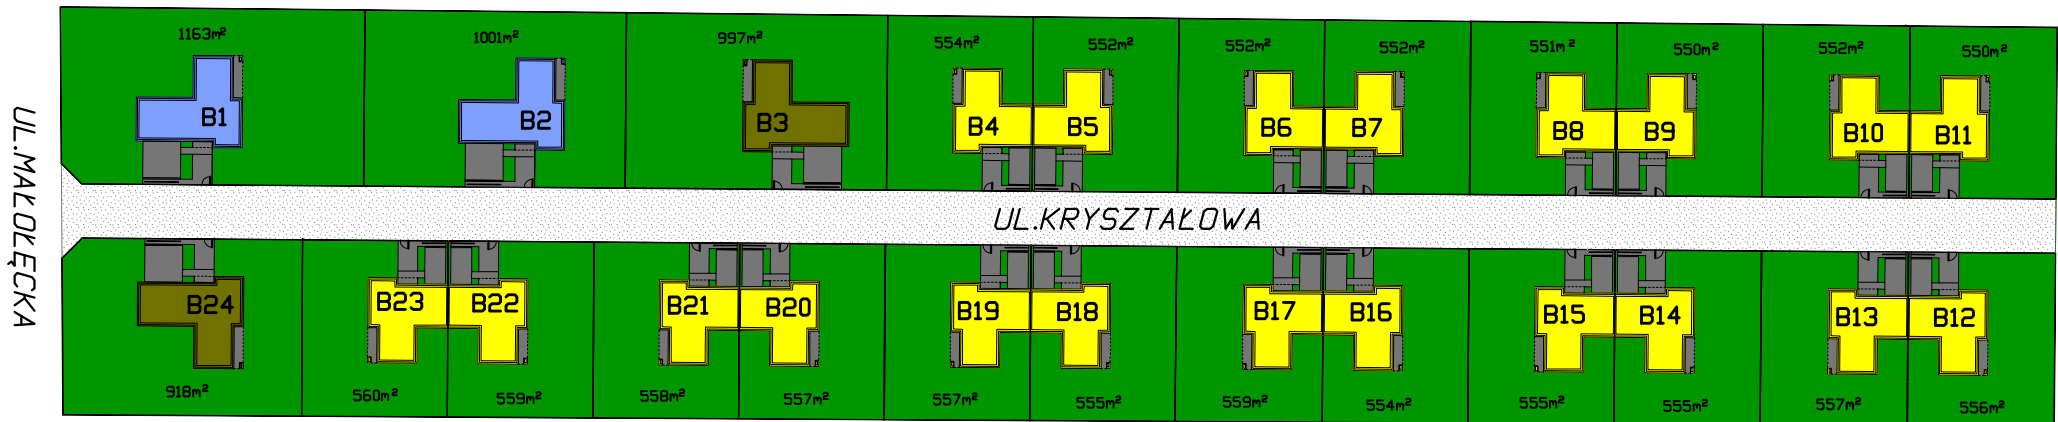 1163m²
1001m²
997m²
554m²
552m²
552m²
552m²
551m²
550m²
552m²
550m²
B1
B2
B3
B4
B5
B6
B7
B8
B9
B10
B11
UL.MAŁOŁĘCKA
UL.KRYSZTAŁOWA
B24
B23
B22
B21
B20
B19
B18
B17
B16
B15
B14
B13
B12
918m²
560m²
559m²
558m²
557m²
557m²
555m²
559m²
554m²
555m²
555m²
557m²
556m²